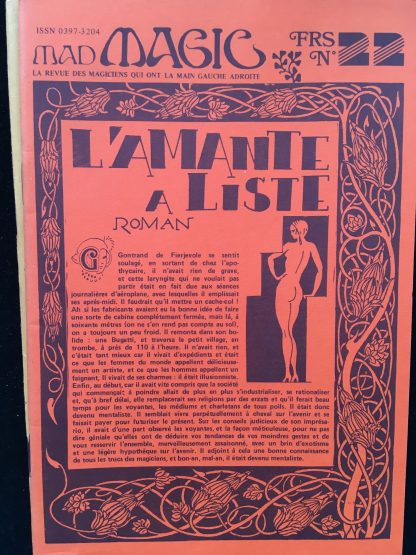 ISSN 0397-3204
MAD MAGIC
FRS
N° 22
LA REVUE DES MAGICIENS QUI ONT LA MAIN GAUCHE ADROITE
L'AMANTE
A LISTE
ROMAN
G
Gontrand de Fierjevole se sentit
soulagé, en sortant de chez l'apo-
thycaire, il n'avait rien de grave,
et cette laryngite qui ne voulait pas
partir était en fait due aux séances
journalières d'aéroplane, avec lesquelles il emplissait
ses après-midi. Il faudrait qu'il mette un cache-col !
Ah si les fabricants avaient eu la bonne idée de faire
une sorte de cabine complètement fermée, mais là, à
soixante mètres (on ne s'en rend pas compte au sol),
on a toujours un peu froid. Il remonta dans son bo-
lide : une Bugatti, et traversa le petit village, en
trombe, à près de 110 à l'heure. Il n'avait rien, et
c'était tant mieux car il vivait d'expédients et était
ce que les femmes du monde appellent délicieuse-
ment un artiste, et ce que les hommes appellent un
feignant, il vivait de ses charmes : il était illusionniste.
Enfin, au début, car il avait vite compris que la société
qui commençait à poindre allait de plus en plus s'industrialiser, se rationaliser
et, qu'à bref délai, elle remplacerait ses religions par des erzats et qu'il ferait beau
temps pour les voyantes, les médiums et charlatans de tous poils. Il était donc
devenu mentaliste. Il semblait vivre perpétuellement à cheval sur l'avenir et se
faisait payer pour futuriser le présent. Sur les conseils judicieux de son imprésa-
rio, il avait d'une part observé les voyantes, et la façon méticuleuse, pour ne pas
dire géniale qu'elles ont de déduire vos tendances de vos moindres gestes et de
vous resservir l'ensemble, merveilleusement assaisonné, avec un brin d'exotisme
et une légère hypothèque sur l'avenir. Il adjoint à cela une bonne connaissance
de tous les trucs des magiciens, et bon-an, mal-an, il était devenu mentaliste.